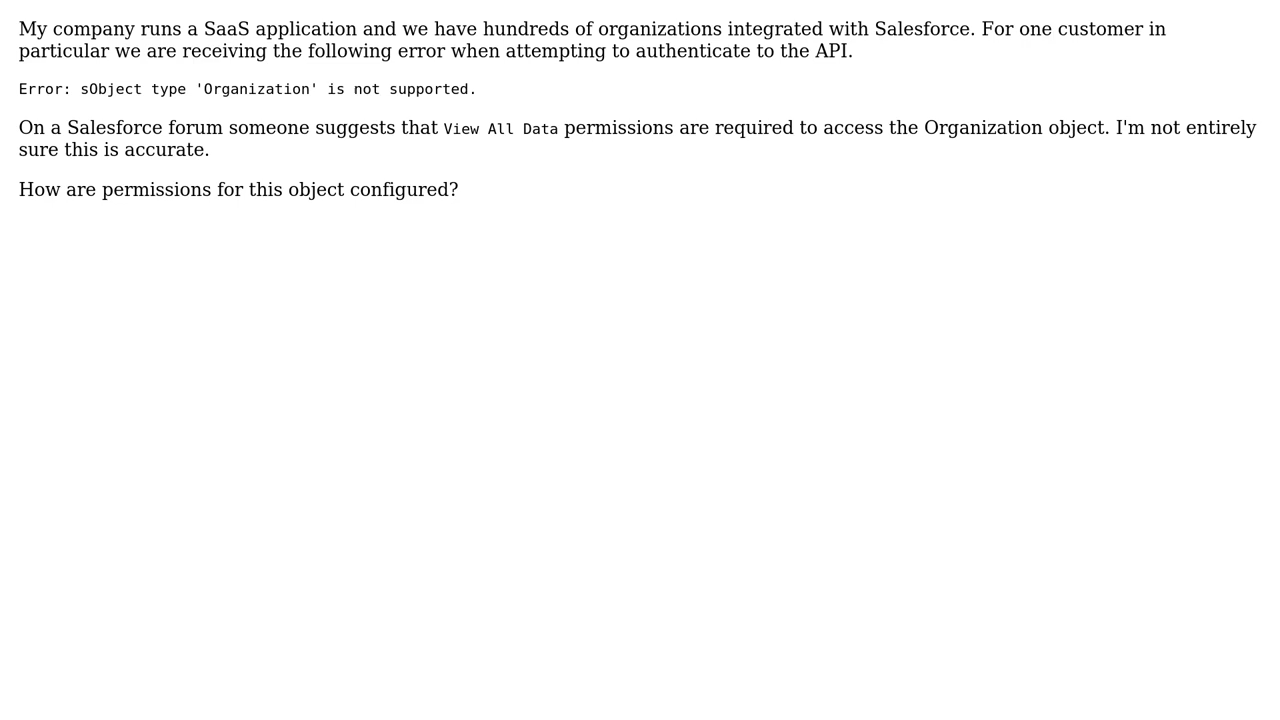 My company runs a SaaS application and we have hundreds of organizations integrated with Salesforce. For one customer in
particular we are receiving the following error when attempting to authenticate to the API.
Error: sObject type 'Organization' is not supported.
On a Salesforce forum someone suggests that View All Data permissions are required to access the Organization object. I'm not entirely
sure this is accurate.
How are permissions for this object configured?